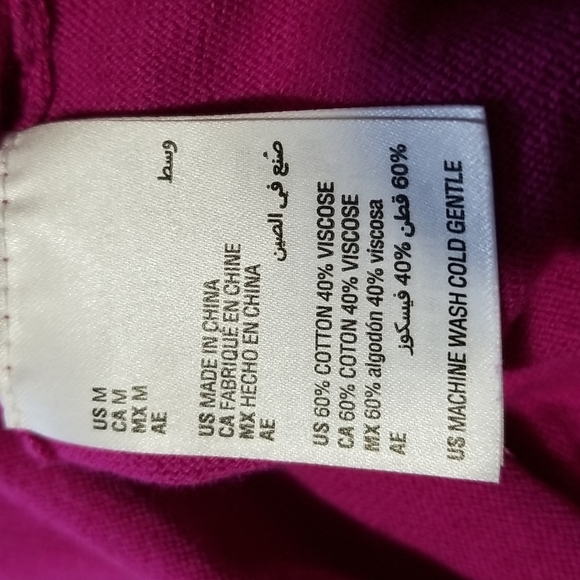 US M
CA M
MX M
AE وسط
US MADE IN CHINA
CA FABRIQUÉ EN CHINE
MX HECHO EN CHINA
AE صُنع في الصين
US 60% COTTON 40% VISCOSE
CA 60% COTON 40% VISCOSE
MX 60% algodón 40% viscosa
AE 60% قطن 40% فيسكوز
US MACHINE WASH COLD GENTLE